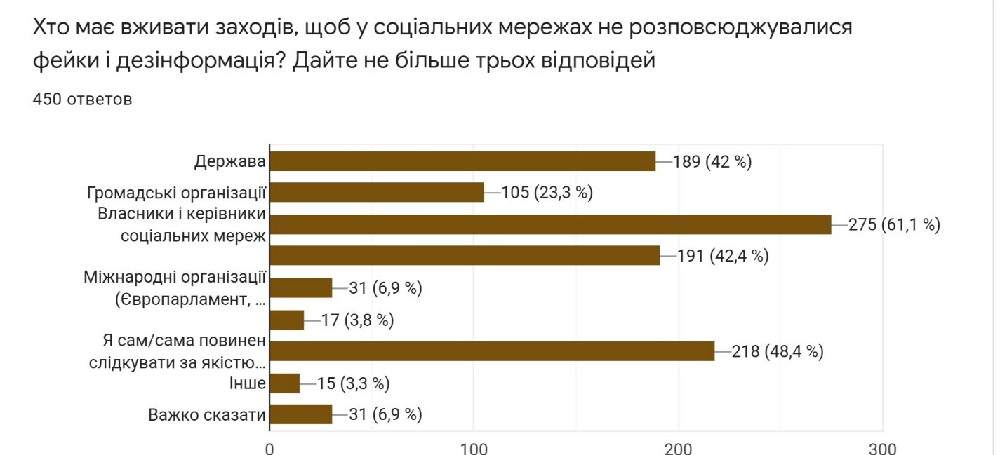 Хто має вживати заходів, щоб у соціальних мережах не розповсюджувалися
фейки і дезінформація? Дайте не більше трьох відповідей
450 ответов
Держава
189 (42 %)
Громадські організації
105 (23,3 %)
Власники і керівники
соціальних мереж
275 (61,1 %)
191 (42,4 %)
Міжнародні організації
(Європарламент, ...
31 (6,9 %)
17 (3,8 %)
Я сам/сама повинен
слідкувати за якістю...
218 (48,4 %)
Інше
15 (3,3 %)
Важко сказати
31 (6,9 %)
0
100
200
300